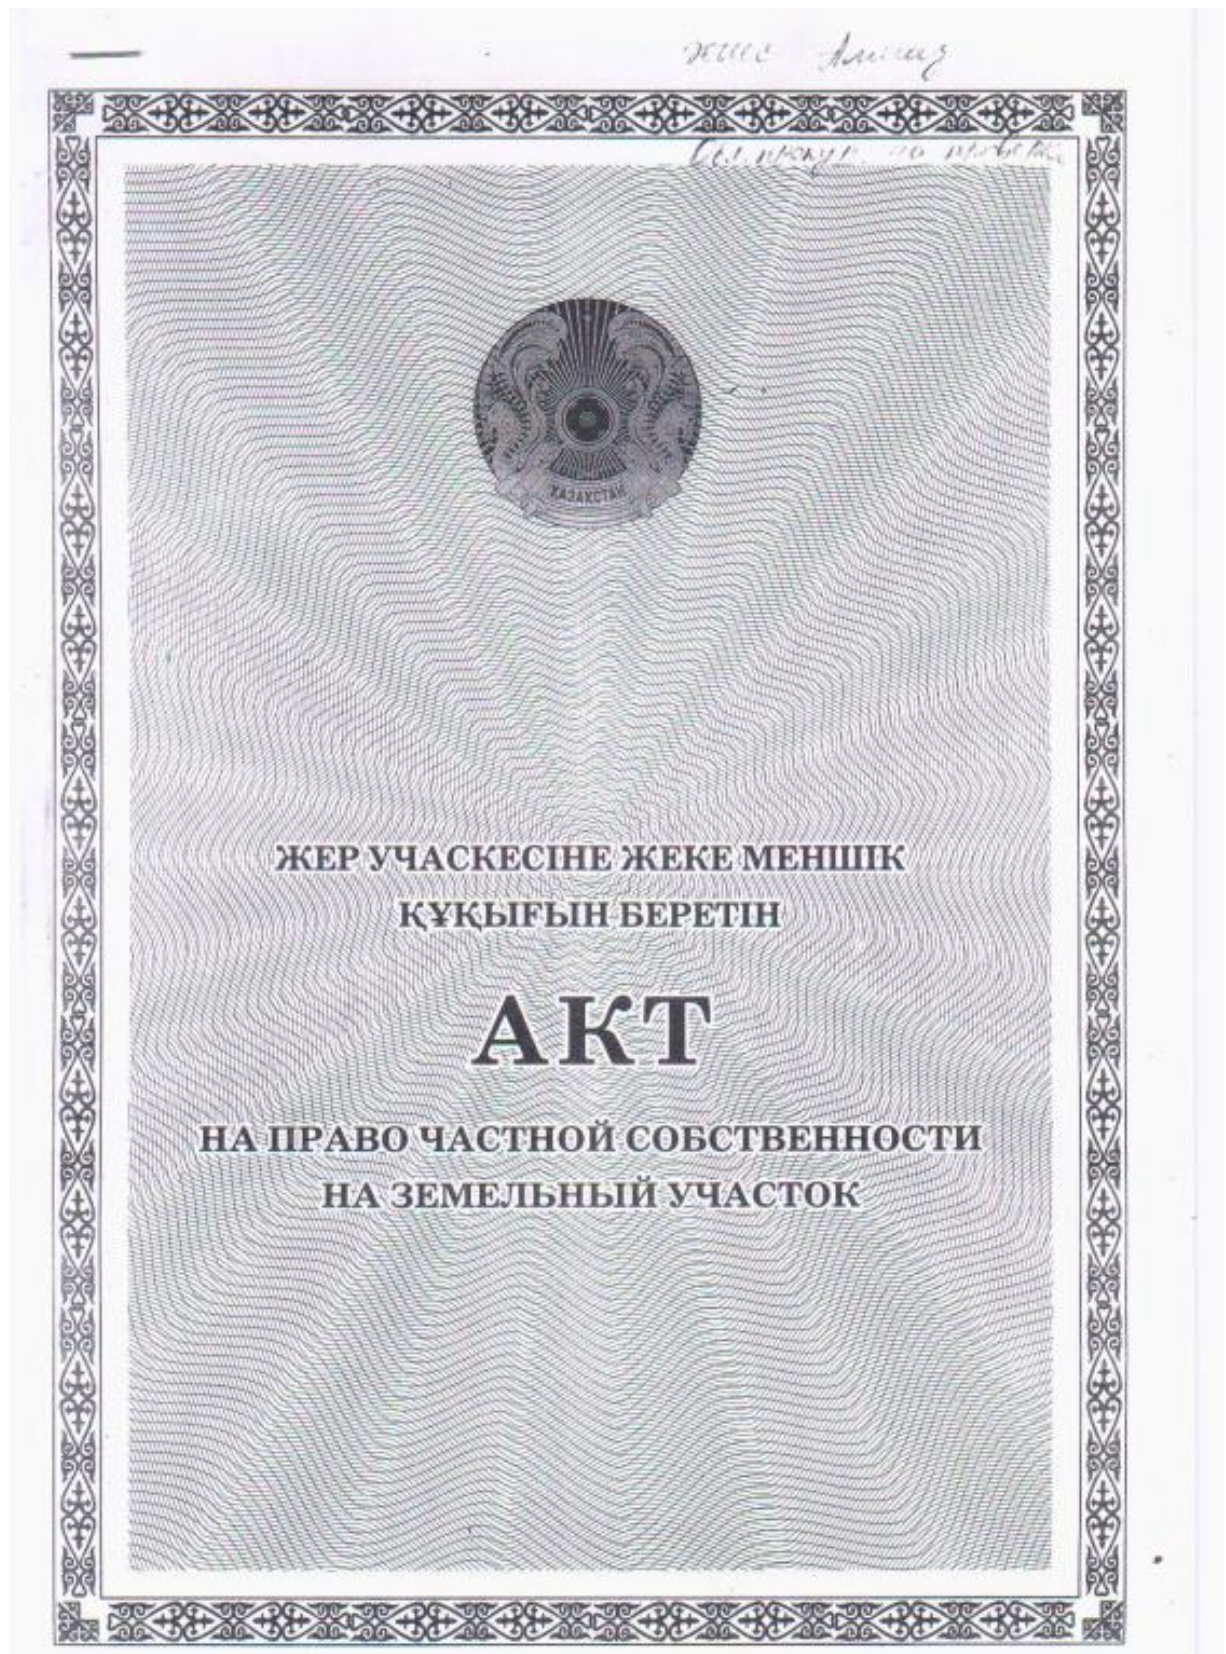 ҚАЗАҚСТАН
ЖЕР УЧАСКЕСІНЕ ЖЕКЕ МЕНШІК
ҚҰҚЫҒЫН БЕРЕТІН
АКТ
НА ПРАВО ЧАСТНОЙ СОБСТВЕННОСТИ
НА ЗЕМЕЛЬНЫЙ УЧАСТОК